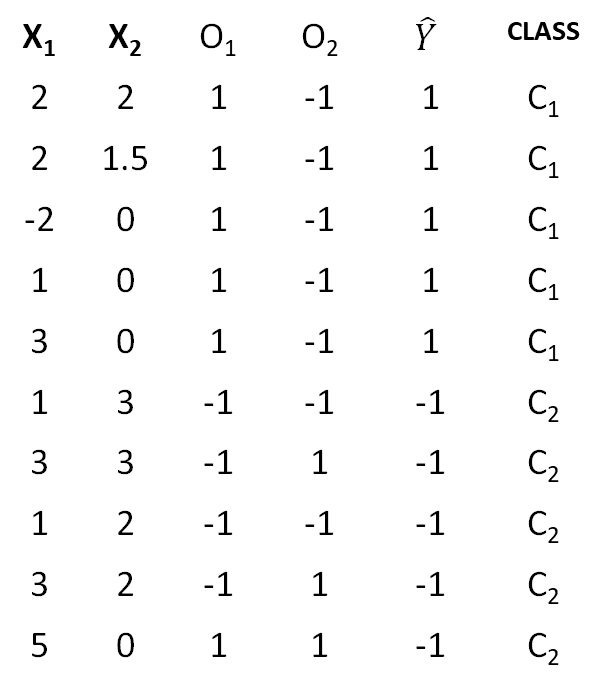 X₁ X₂ O₁ O₂ Ŷ CLASS
2 2 1 -1 1 C₁
2 1.5 1 -1 1 C₁
-2 0 1 -1 1 C₁
1 0 1 -1 1 C₁
3 0 1 -1 1 C₁
1 3 -1 -1 -1 C₂
3 3 -1 1 -1 C₂
1 2 -1 -1 -1 C₂
3 2 -1 1 -1 C₂
5 0 1 1 -1 C₂